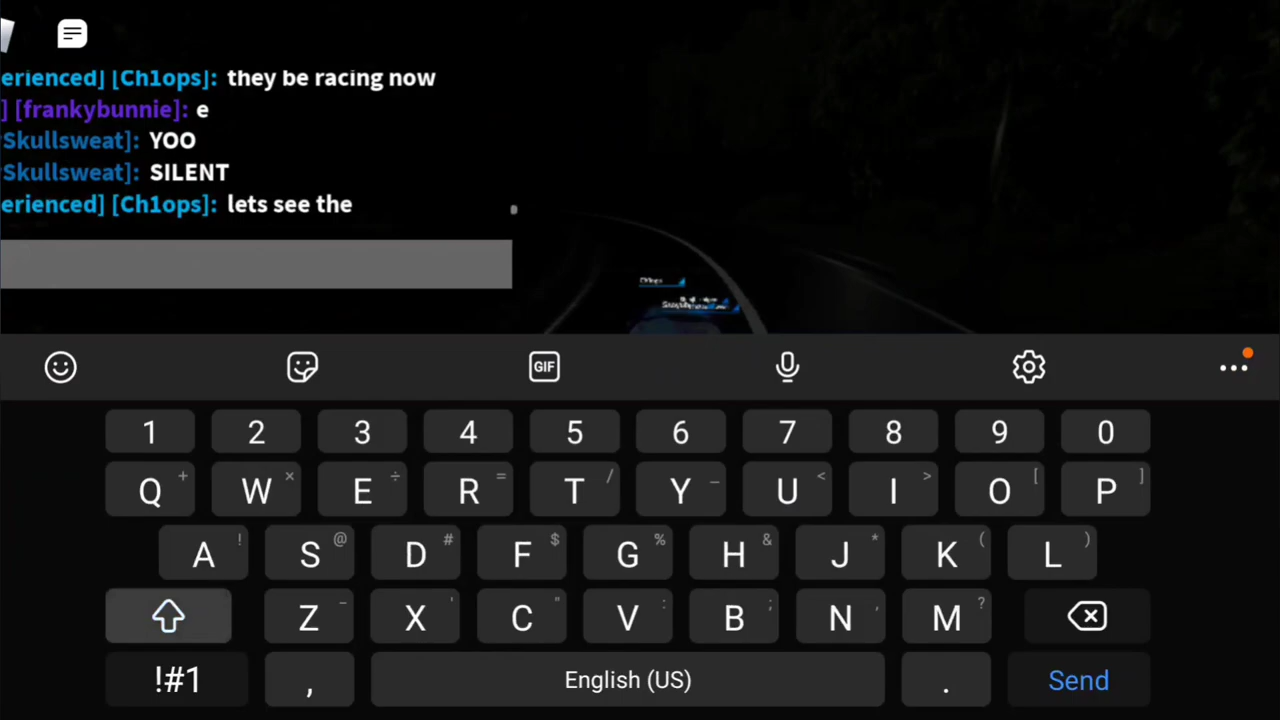 erienced] [Ch1ops]: they be racing now
] [frankybunnie]: e
Skullsweat]: YOO
Skullsweat]: SILENT
erienced] [Ch1ops]: lets see the
GIF
1 2 3 4 5 6 7 8 9 0
Q + W × E ÷ R = T / Y _ U < I > O [ P ]
A ! S @ D # F $ G % H & J * K ( L )
Z - X ' C " V : B ; N , M ?
!#1 , English (US) . Send